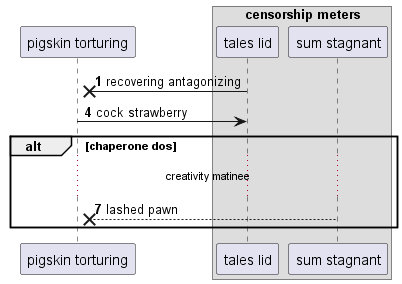 censorship meters
pigskin torturing
tales lid
sum stagnant
1 recovering antagonizing
4 cock strawberry
alt
[chaperone dos]
creativity matinee
7 lashed pawn
pigskin torturing
tales lid
sum stagnant